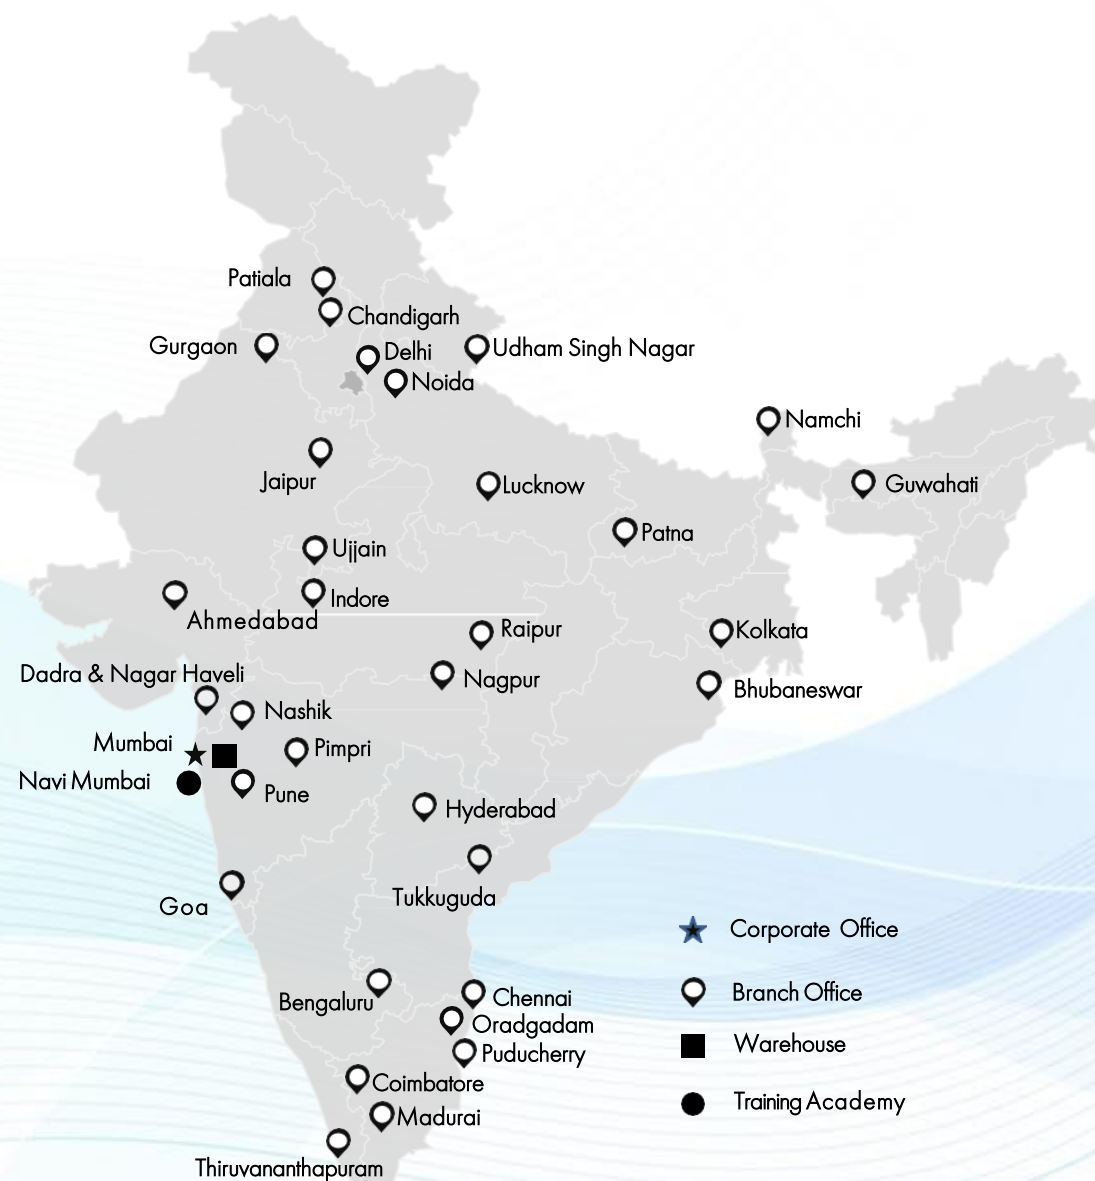 Patiala
Chandigarh
Gurgaon
Delhi
Udham Singh Nagar
Noida
Namchi
Jaipur
Lucknow
Guwahati
Patna
Ujjain
Indore
Ahmedabad
Raipur
Kolkata
Dadra & Nagar Haveli
Nagpur
Bhubaneswar
Nashik
Mumbai
Pimpri
Navi Mumbai
Pune
Hyderabad
Tukkuguda
Goa
Corporate Office
Bengaluru
Chennai
Branch Office
Oradgadam
Puducherry
Warehouse
Coimbatore
Training Academy
Madurai
Thiruvananthapuram